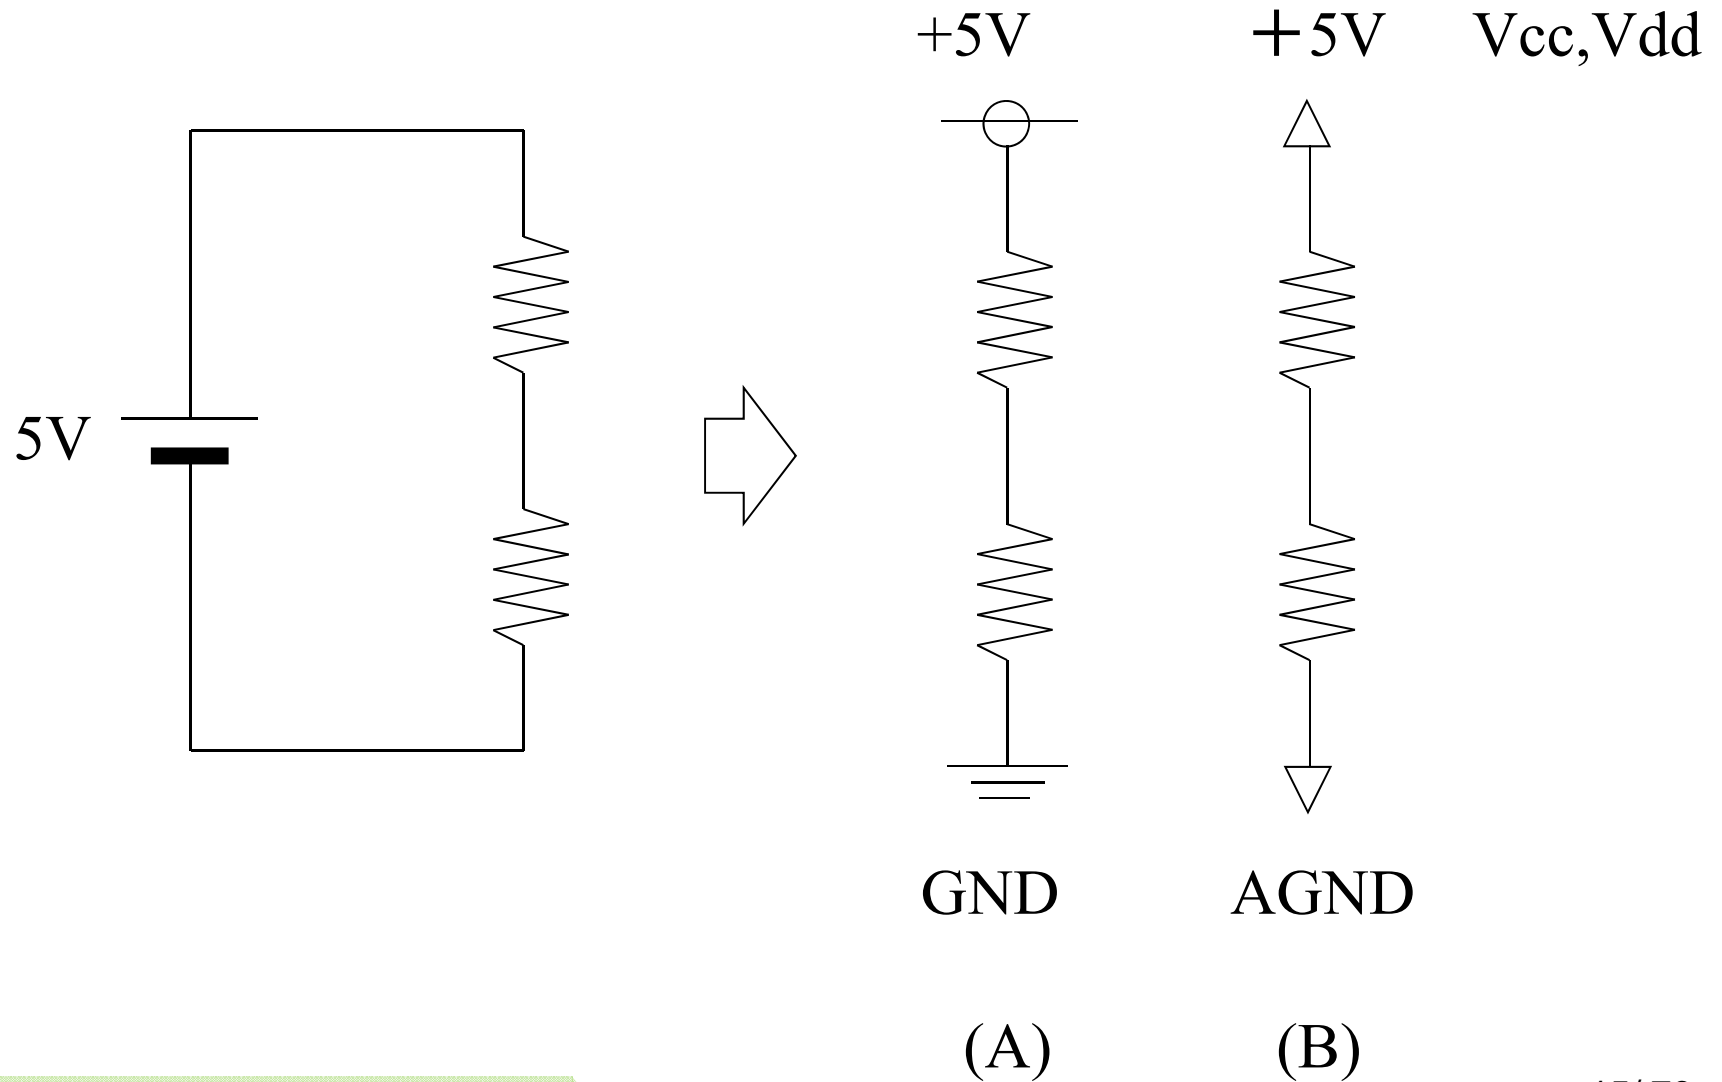 +5V
+5V
Vcc,Vdd
5V
GND
AGND
(A)
(B)